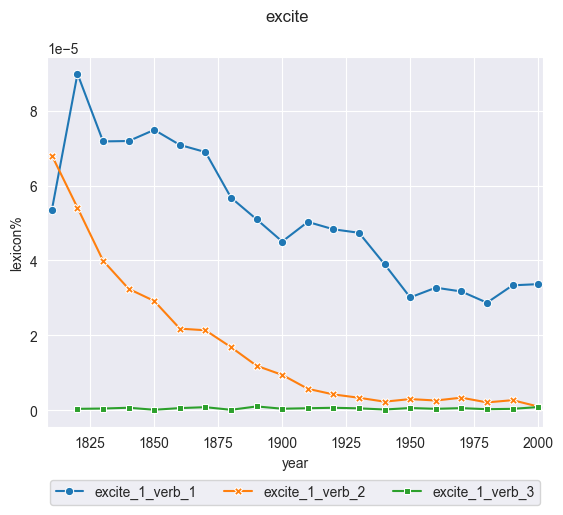 excite
1e−5
8
6
4
2
0
lexicon%
1825 1850 1875 1900 1925 1950 1975 2000
year
excite_1_verb_1 excite_1_verb_2 excite_1_verb_3